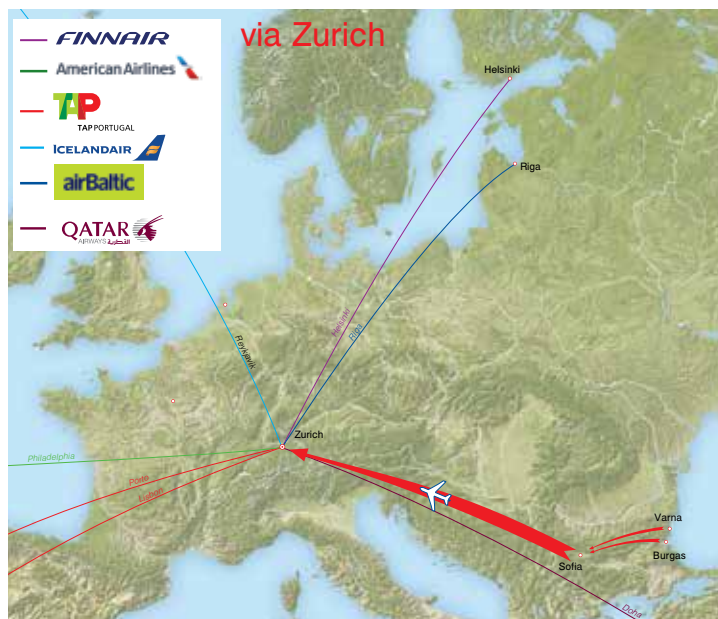 via Zurich
FINNAIR
American Airlines
TAP
TAP PORTUGAL
ICELANDAIR
airBaltic
QATAR
AIRWAYS القطرية
Helsinki
Riga
Helsinki
Riga
Reykjavik
Zurich
Philadelphia
Porto
Lisbon
Varna
Burgas
Sofia
Doha